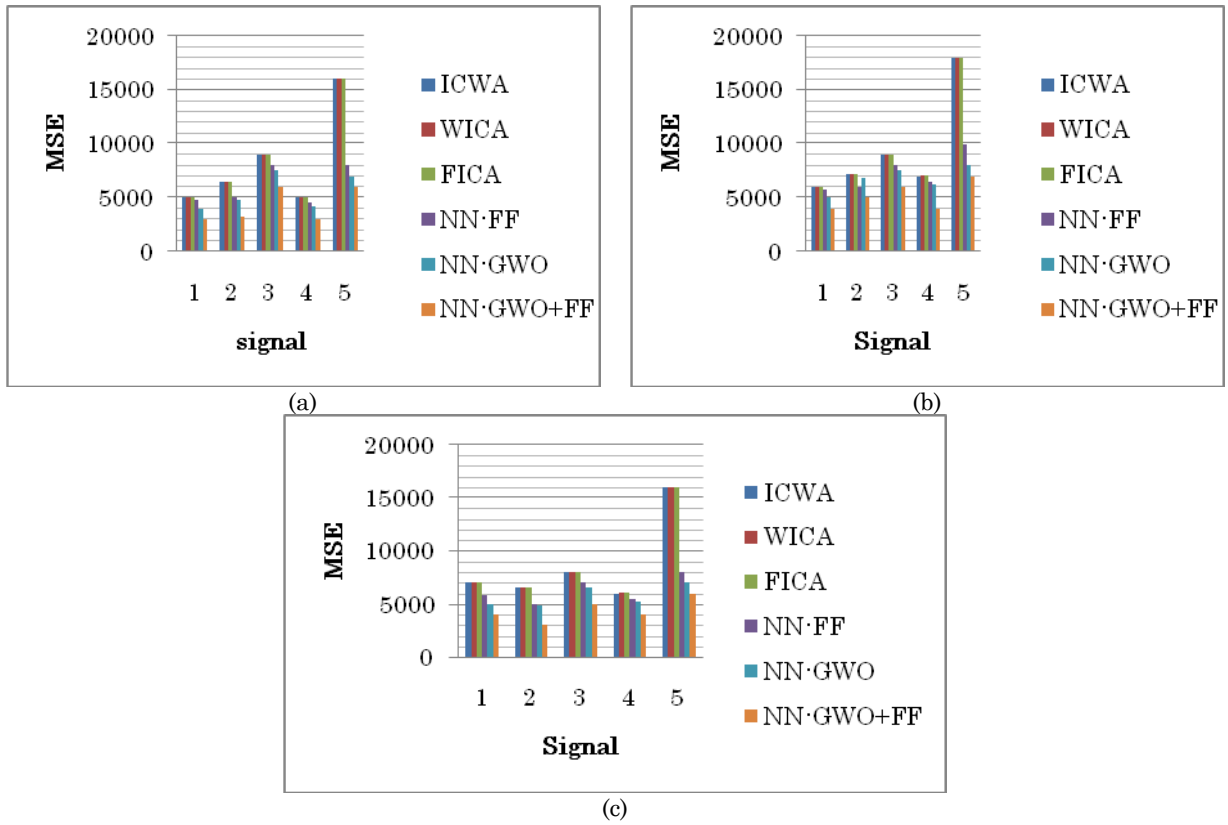 20000
15000
10000
5000
0
MSE
1 2 3 4 5
signal
ICWA
WICA
FICA
NN·FF
NN·GWO
NN·GWO+FF
(a)
20000
15000
10000
5000
0
MSE
1 2 3 4 5
Signal
ICWA
WICA
FICA
NN·FF
NN·GWO
NN·GWO+FF
(b)
20000
15000
10000
5000
0
MSE
1 2 3 4 5
Signal
ICWA
WICA
FICA
NN·FF
NN·GWO
NN·GWO+FF
(c)